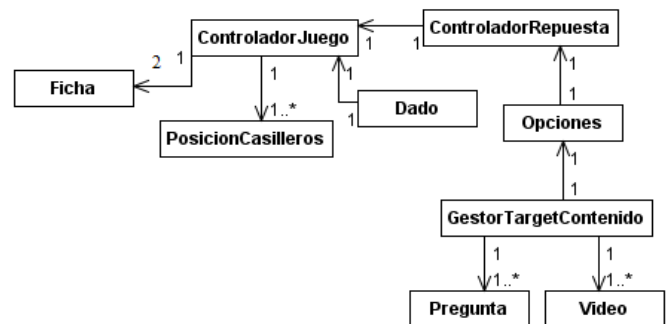 ControladorJuego
1
1
ControladorRepuesta
2
1
1
1
1
Ficha
1..*
1
Dado
1
Opciones
PosicionCasilleros
1
1
GestorTargetContenido
1
1
1..*
1..*
Pregunta
Video